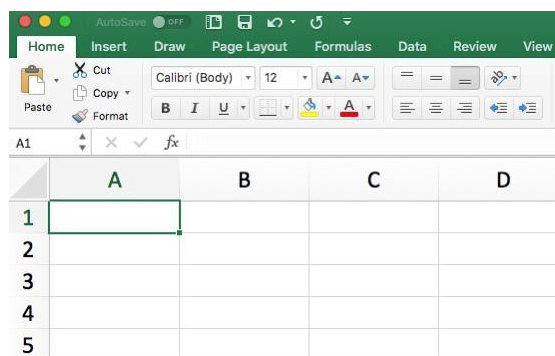 AutoSave OFF
Home Insert Draw Page Layout Formulas Data Review View
Cut
Calibri (Body) 12 A A
Copy
Paste
B I U A
Format
A1 fx
A B C D
1
2
3
4
5